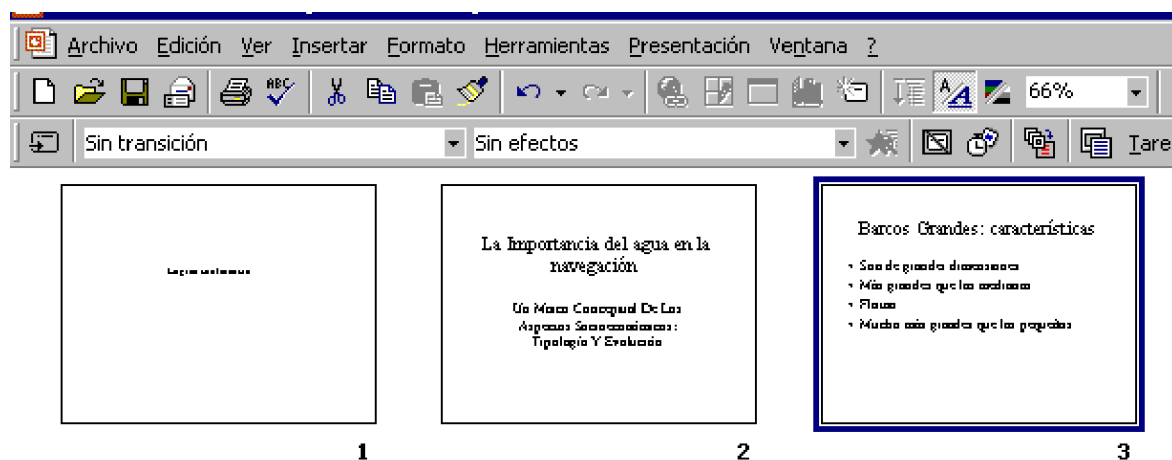 Archivo Edición Ver Insertar Formato Herramientas Presentación Ventana ?
ABC A A 66%
Sin transición Sin efectos Tare
La Importancia del agua en la
navegación
Un Marco Conceptual De Los
Aspectos Socioeconómicos:
Tipología Y Evolución
Barcos Grandes: características
Son de grandes dimensiones
Más grandes que los medianos
Flotan
Mucho más grandes que los pequeños
1 2 3